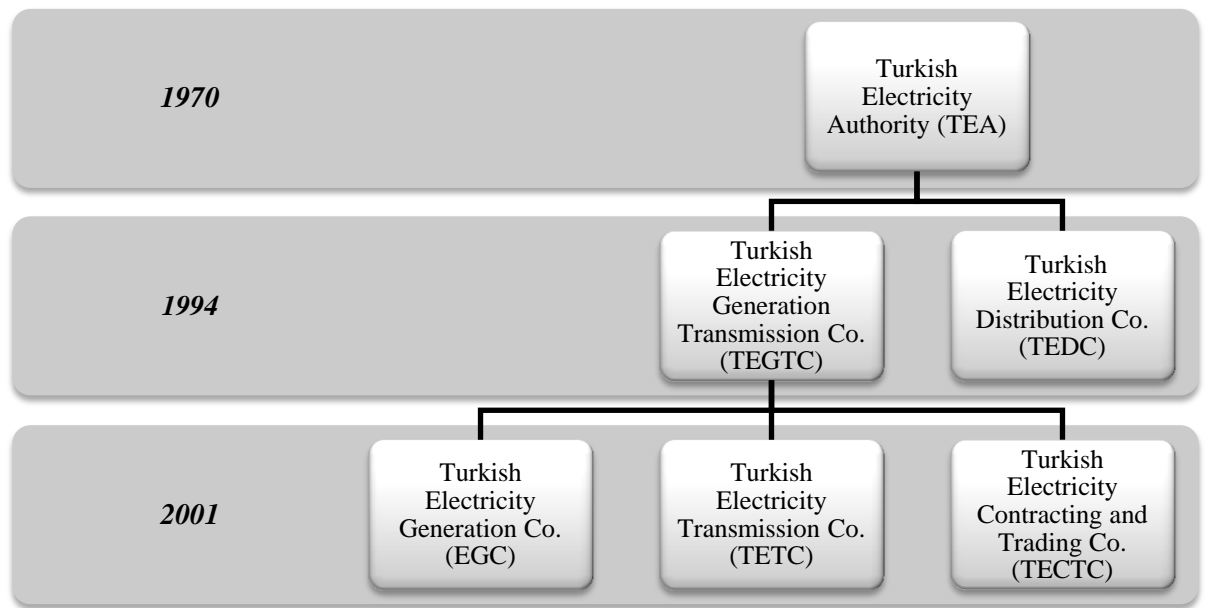 1970
Turkish
Electricity
Authority (TEA)
1994
Turkish
Electricity
Generation
Transmission Co.
(TEGTC)
Turkish
Electricity
Distribution Co.
(TEDC)
2001
Turkish
Electricity
Generation Co.
(EGC)
Turkish
Electricity
Transmission Co.
(TETC)
Turkish
Electricity
Contracting and
Trading Co.
(TECTC)